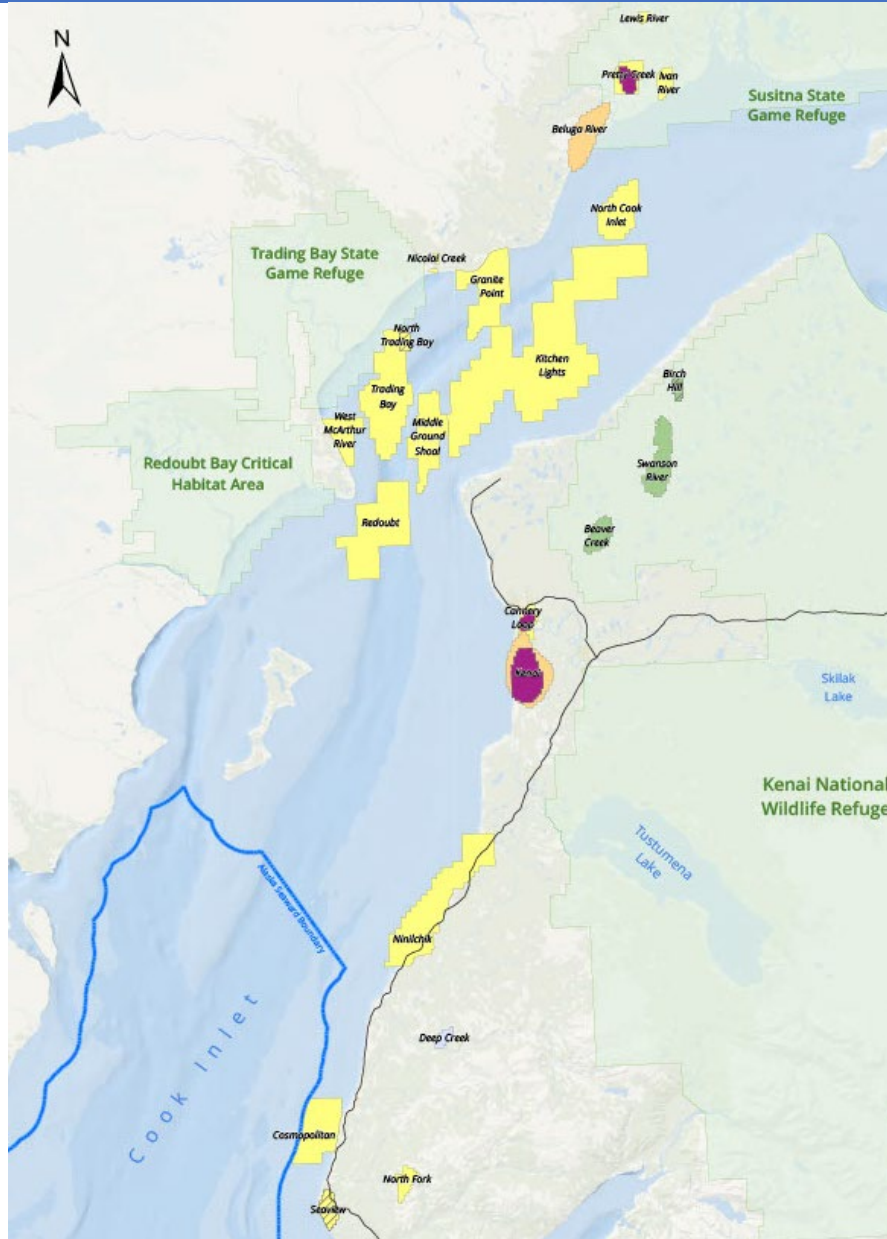 N
Lewis River
Pretty Creek
Ivan
River
Susitna State
Game Refuge
Beluga River
North Cook
Inlet
Trading Bay State
Game Refuge
Nicolai Creek
Granite
Point
North
Trading Bay
Kitchen
Lights
Birch
Hill
Trading
Bay
West
McArthur
River
Middle
Ground
Shoal
Redoubt Bay Critical
Habitat Area
Swanson
River
Redoubt
Beaver
Creek
Cannery
Loop
Kenai
Skilak
Lake
Kenai National
Wildlife Refuge
Tustumena
Lake
Alaska Seaward Boundary
Ninilchik
Cook Inlet
Deep Creek
Cosmopolitan
North Fork
Seaview